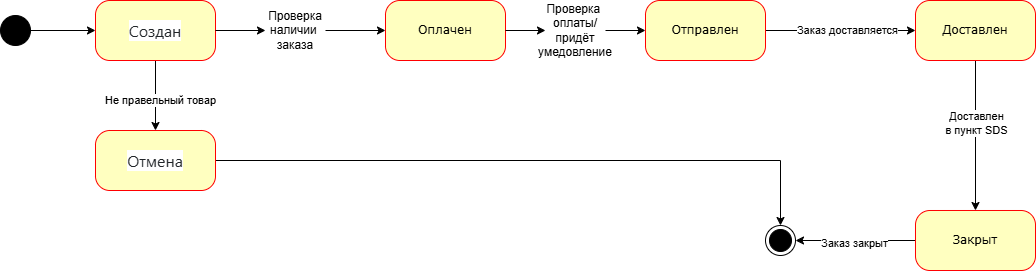 Создан
Проверка
наличии
заказа
Оплачен
Проверка
оплаты/
придёт
умедовление
Отправлен
Заказ доставляется
Доставлен
Не правельный товар
Доставлен
в пункт SDS
Отмена
Закрыт
Заказ закрыт